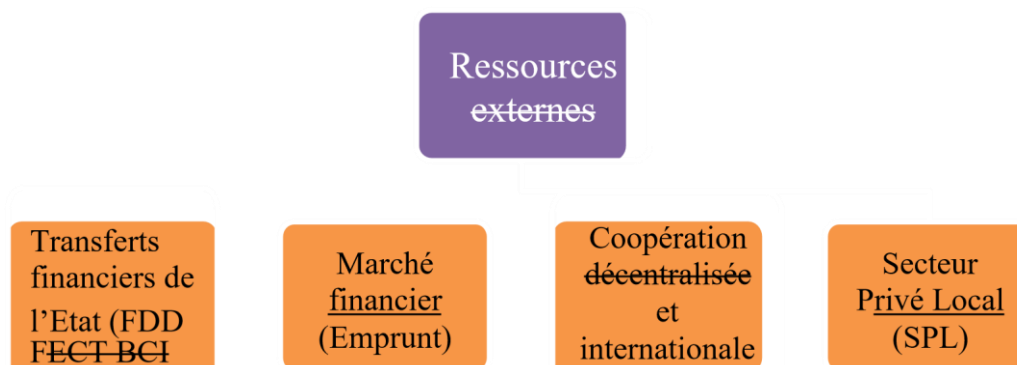 Ressources
externes
Transferts
financiers de
l’Etat (FDD
FECT BCI
Marché
financier
(Emprunt)
Coopération
décentralisée
et
internationale
Secteur
Privé Local
(SPL)